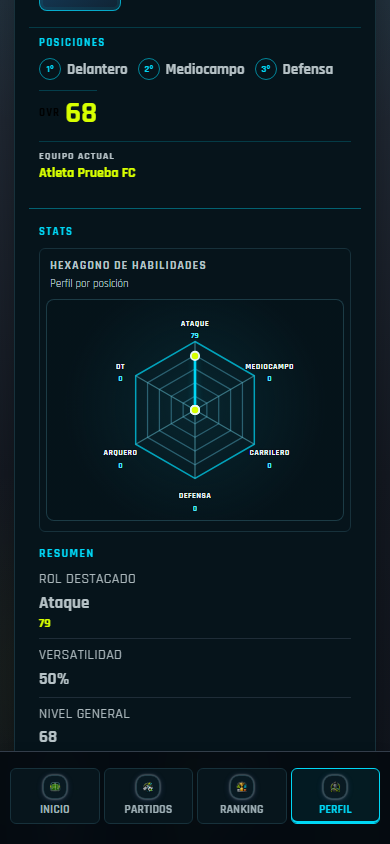 POSICIONES
1º Delantero 2º Mediocampo 3º Defensa
OVR 68
EQUIPO ACTUAL
Atleta Prueba FC
STATS
HEXAGONO DE HABILIDADES
Perfil por posición
ATAQUE
79
DT
0
MEDIOCAMPO
0
ARQUERO
0
CARRILERO
0
DEFENSA
0
RESUMEN
ROL DESTACADO
Ataque
79
VERSATILIDAD
50%
NIVEL GENERAL
68
INICIO PARTIDOS RANKING PERFIL